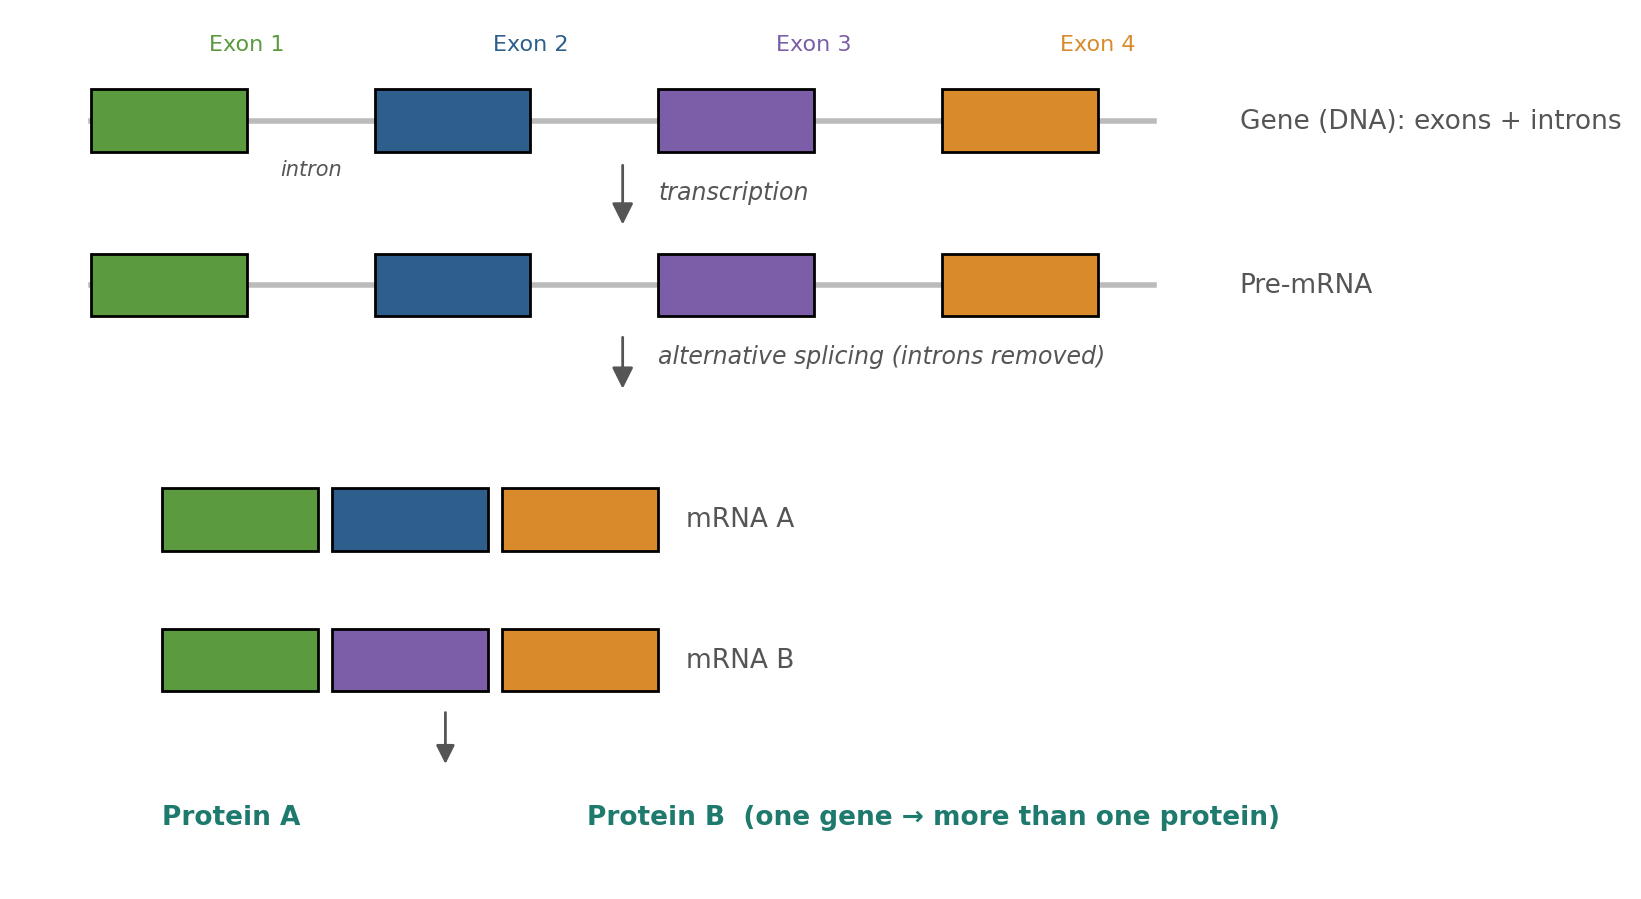 Exon 1
Exon 2
Exon 3
Exon 4
Gene (DNA): exons + introns
intron
transcription
Pre-mRNA
alternative splicing (introns removed)
mRNA A
mRNA B
Protein A
Protein B (one gene → more than one protein)